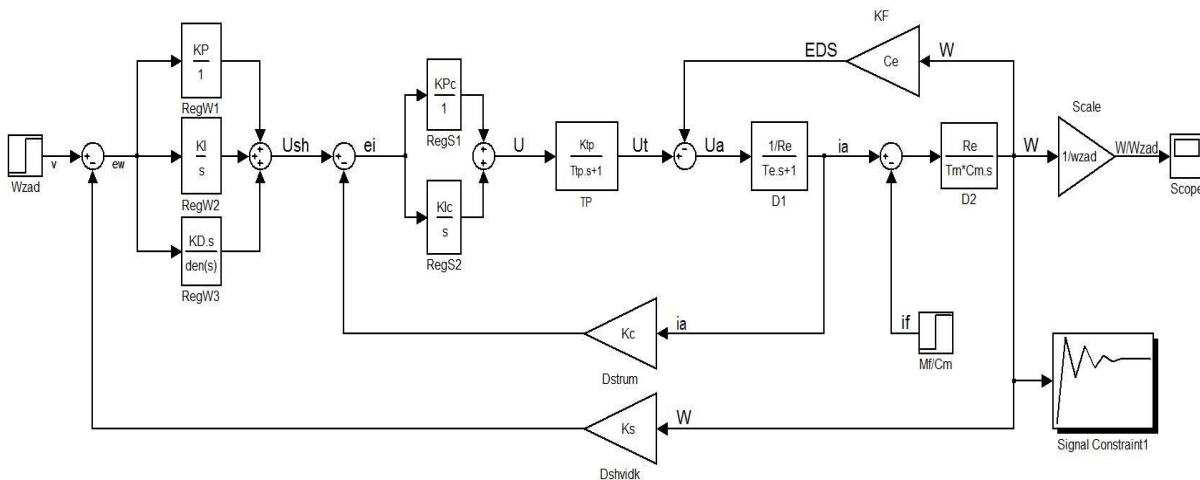 KF
KP
1
RegW1
KPc
1
RegS1
EDS
Ce
W
Scale
Wzad
v
ew
KI
s
RegW2
Ush
ei
U
Ktp
Ttp.s+1
TP
Ut
Ua
1/Re
Te.s+1
D1
ia
Re
Tm*Cm.s
D2
W
1/wzad
W/Wzad
Scope
KIc
s
RegS2
KD.s
den(s)
RegW3
Kc
ia
Dstrum
if
Mf/Cm
Ks
W
Dshvidk
Signal Constraint1